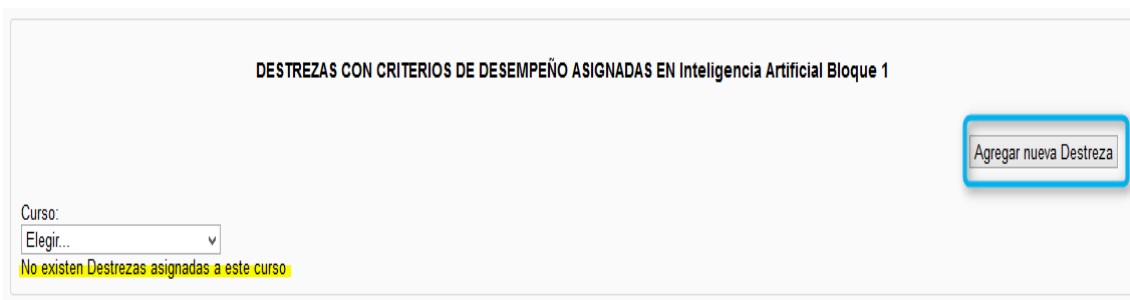 DESTREZAS CON CRITERIOS DE DESEMPEÑO ASIGNADAS EN Inteligencia Artificial Bloque 1
Agregar nueva Destreza
Curso:
Elegir...
No existen Destrezas asignadas a este curso